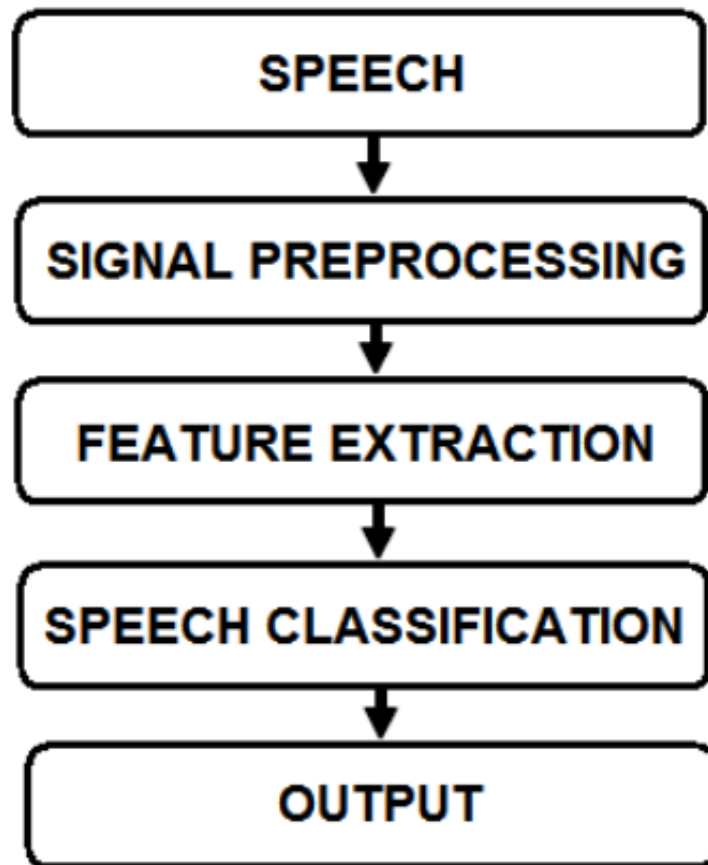 SPEECH
SIGNAL PREPROCESSING
FEATURE EXTRACTION
SPEECH CLASSIFICATION
OUTPUT